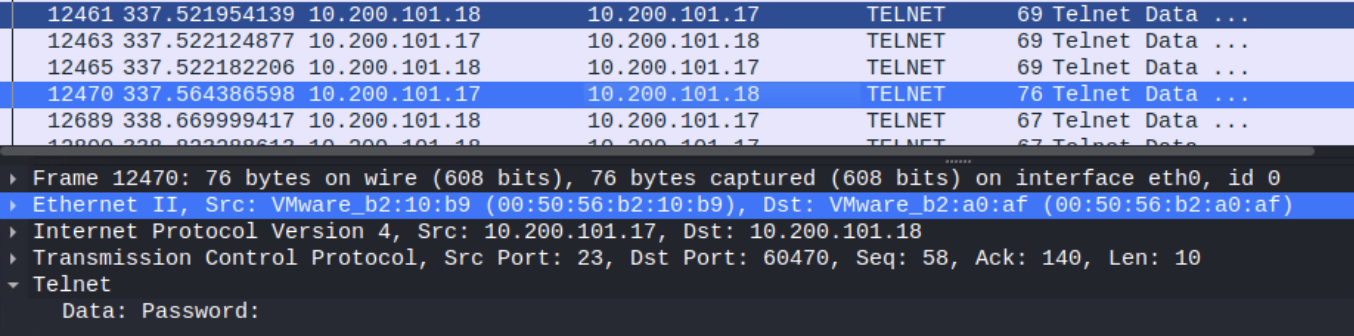 12461 337.521954139 10.200.101.18 10.200.101.17 TELNET 69 Telnet Data ...
12463 337.522124877 10.200.101.17 10.200.101.18 TELNET 69 Telnet Data ...
12465 337.522182206 10.200.101.18 10.200.101.17 TELNET 69 Telnet Data ...
12470 337.564386598 10.200.101.17 10.200.101.18 TELNET 76 Telnet Data ...
12689 338.669999417 10.200.101.18 10.200.101.17 TELNET 67 Telnet Data ...
Frame 12470: 76 bytes on wire (608 bits), 76 bytes captured (608 bits) on interface eth0, id 0
Ethernet II, Src: VMware_b2:10:b9 (00:50:56:b2:10:b9), Dst: VMware_b2:a0:af (00:50:56:b2:a0:af)
Internet Protocol Version 4, Src: 10.200.101.17, Dst: 10.200.101.18
Transmission Control Protocol, Src Port: 23, Dst Port: 60470, Seq: 58, Ack: 140, Len: 10
Telnet
Data: Password: